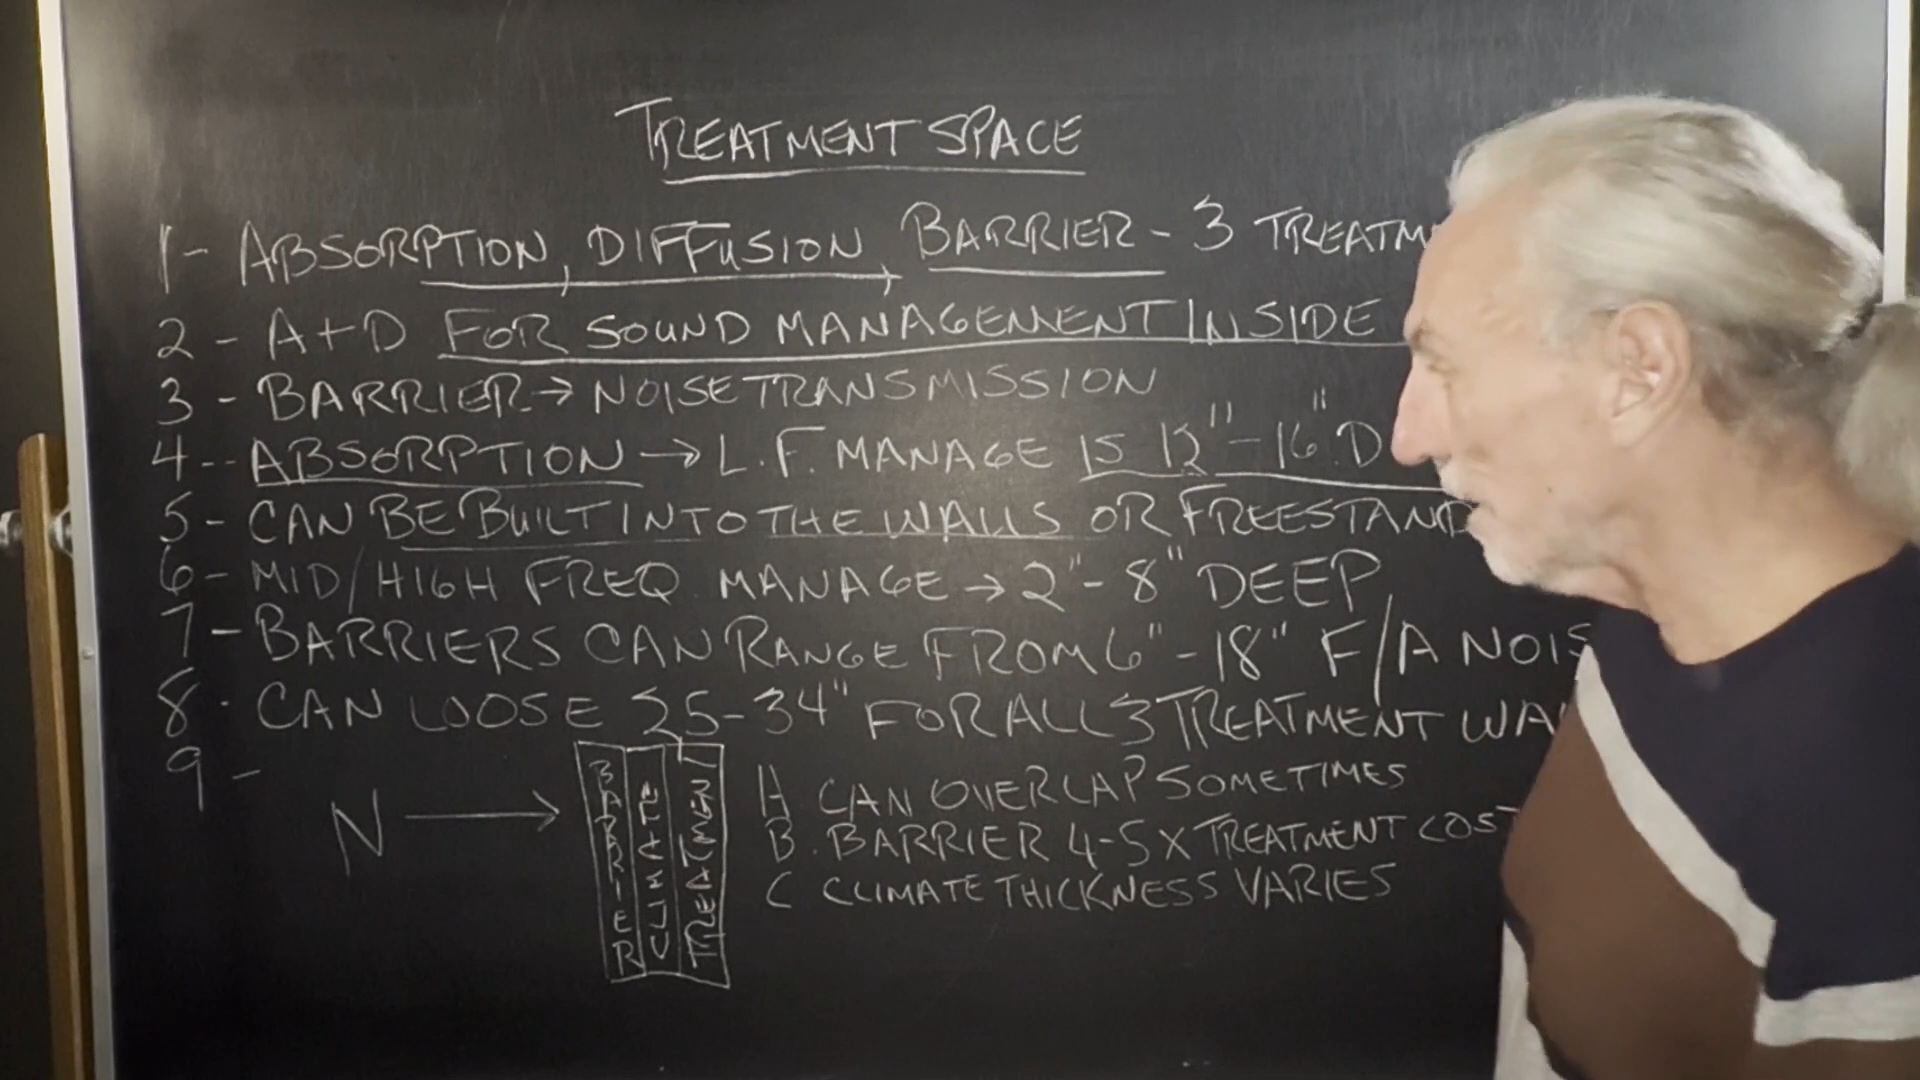 TREATMENT SPACE
1- ABSORPTION, DIFFUSION, BARRIER - 3 TREATM
2 - A+D FOR SOUND MANAGEMENT INSIDE
3 - BARRIER → NOISE TRANSMISSION
4-- ABSORPTION → L.F. MANAGE IS 12"-16" D
5- CAN BE BUILT INTO THE WALLS OR FREESTAND
6- MID/HIGH FREQ. MANAGE → 2"-8" DEEP
7- BARRIERS CAN RANGE FROM 6"-18" F/A NOIS
8- CAN LOOSE 25-34" FOR ALL 3 TREATMENT WA
9 -
N → BARRIER CLIMATE TREATMENT
A CAN OVERLAP SOMETIMES
B. BARRIER 4-5 X TREATMENT COST
C CLIMATE THICKNESS VARIES